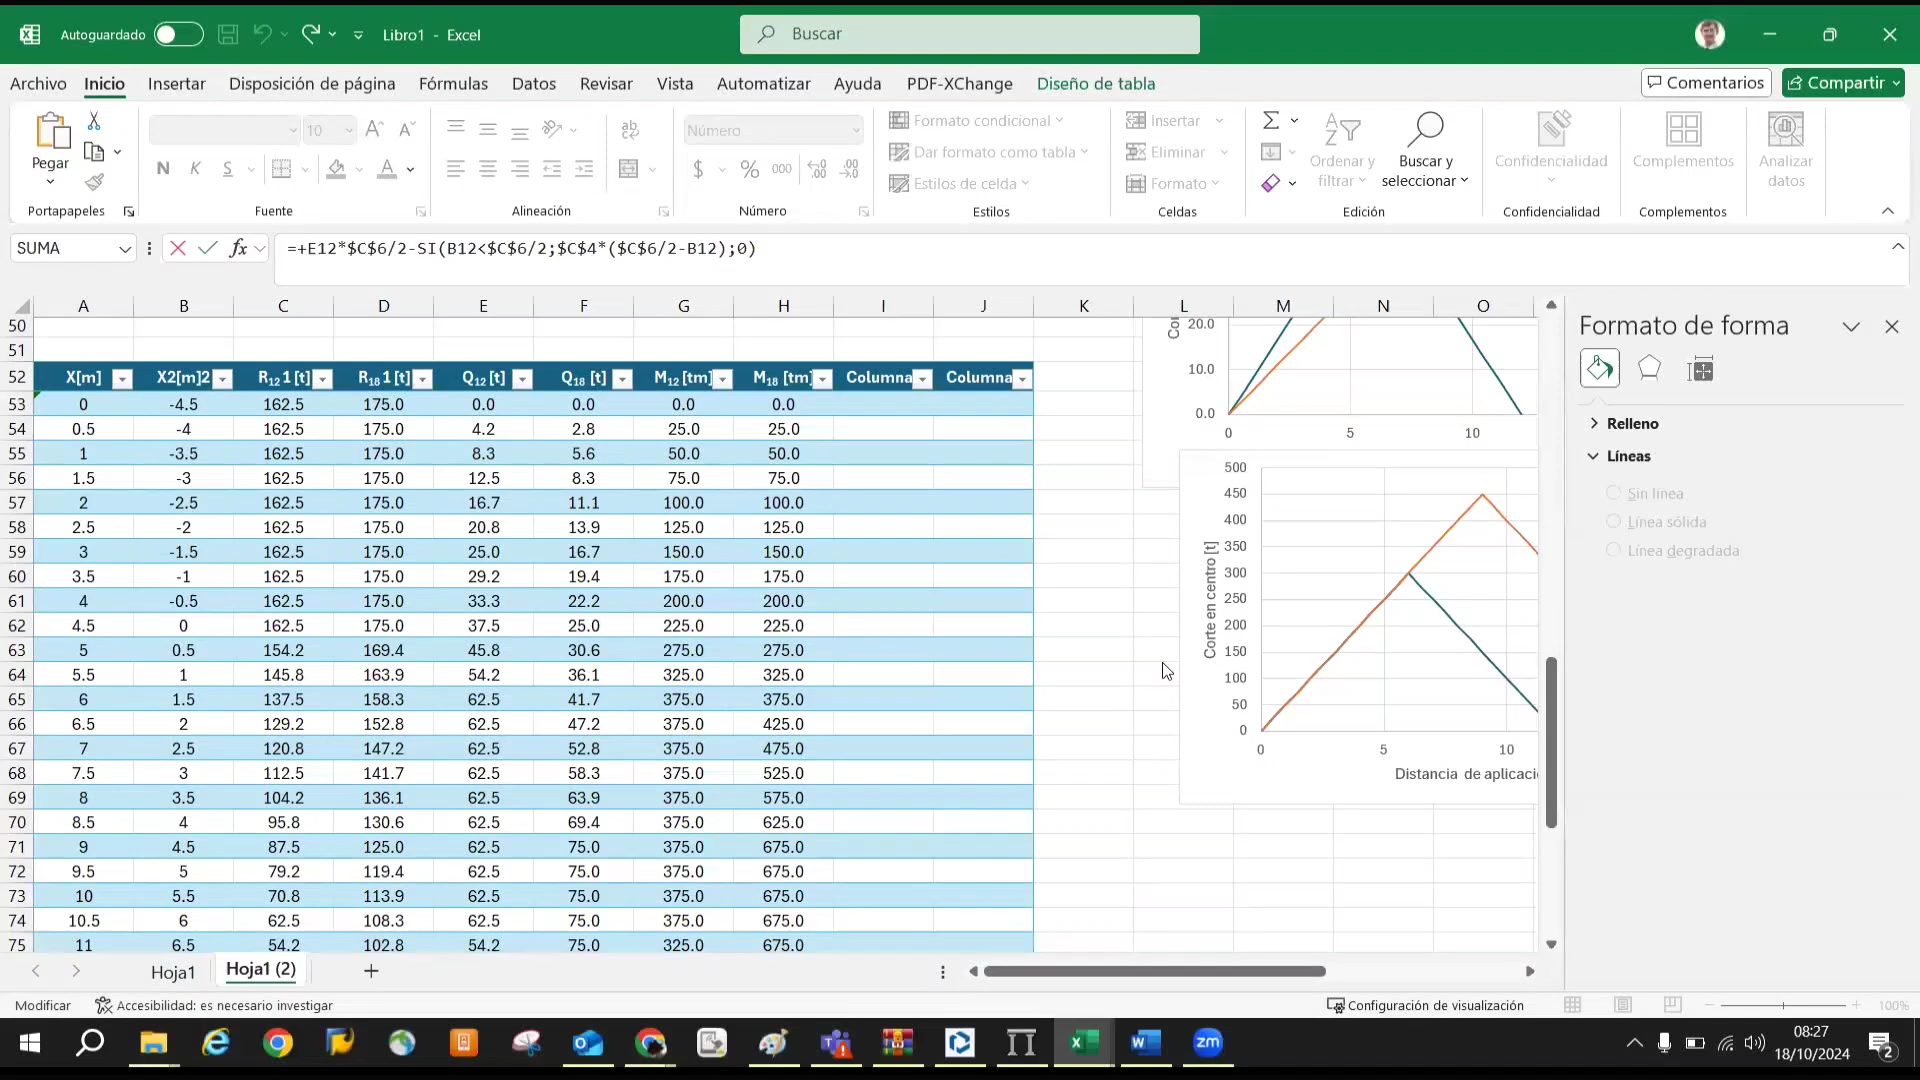 Autoguardado
Libro1 - Excel
Buscar
Archivo Inicio Insertar Disposición de página Fórmulas Datos Revisar Vista Automatizar Ayuda PDF-XChange Diseño de tabla
Comentarios Compartir
Pegar
10
N K S
Número
$ % 000
Formato condicional
Dar formato como tabla
Estilos de celda
Insertar
Eliminar
Formato
Ordenar y filtrar
Buscar y seleccionar
Confidencialidad
Complementos
Analizar datos
Portapapeles Fuente Alineación Número Estilos Celdas Edición Confidencialidad Complementos
SUMA fx =+E12*$C$6/2-SI(B12<$C$6/2;$C$4*($C$6/2-B12);0)
A B C D E F G H I J K L M N O
50
51
52 X[m] X2[m]2 R12 1 [t] R18 1 [t] Q12 [t] Q18 [t] M12 [tm] M18 [tm] Columna Columna
53 0 -4.5 162.5 175.0 0.0 0.0 0.0 0.0
54 0.5 -4 162.5 175.0 4.2 2.8 25.0 25.0
55 1 -3.5 162.5 175.0 8.3 5.6 50.0 50.0
56 1.5 -3 162.5 175.0 12.5 8.3 75.0 75.0
57 2 -2.5 162.5 175.0 16.7 11.1 100.0 100.0
58 2.5 -2 162.5 175.0 20.8 13.9 125.0 125.0
59 3 -1.5 162.5 175.0 25.0 16.7 150.0 150.0
60 3.5 -1 162.5 175.0 29.2 19.4 175.0 175.0
61 4 -0.5 162.5 175.0 33.3 22.2 200.0 200.0
62 4.5 0 162.5 175.0 37.5 25.0 225.0 225.0
63 5 0.5 154.2 169.4 45.8 30.6 275.0 275.0
64 5.5 1 145.8 163.9 54.2 36.1 325.0 325.0
65 6 1.5 137.5 158.3 62.5 41.7 375.0 375.0
66 6.5 2 129.2 152.8 62.5 47.2 375.0 425.0
67 7 2.5 120.8 147.2 62.5 52.8 375.0 475.0
68 7.5 3 112.5 141.7 62.5 58.3 375.0 525.0
69 8 3.5 104.2 136.1 62.5 63.9 375.0 575.0
70 8.5 4 95.8 130.6 62.5 69.4 375.0 625.0
71 9 4.5 87.5 125.0 62.5 75.0 375.0 675.0
72 9.5 5 79.2 119.4 62.5 75.0 375.0 675.0
73 10 5.5 70.8 113.9 62.5 75.0 375.0 675.0
74 10.5 6 62.5 108.3 62.5 75.0 375.0 675.0
75 11 6.5 54.2 102.8 54.2 75.0 325.0 675.0
20.0
10.0
0.0
0 5 10
500
450
400
350
300
250
200
150
100
50
0
0 5 10
Corte en centro [t]
Distancia de aplicaci
Formato de forma
Relleno
Líneas
Sin línea
Línea sólida
Línea degradada
Hoja1 Hoja1 (2)
Modificar Accesibilidad: es necesario investigar
Configuración de visualización
100%
zm
08:27
18/10/2024
2